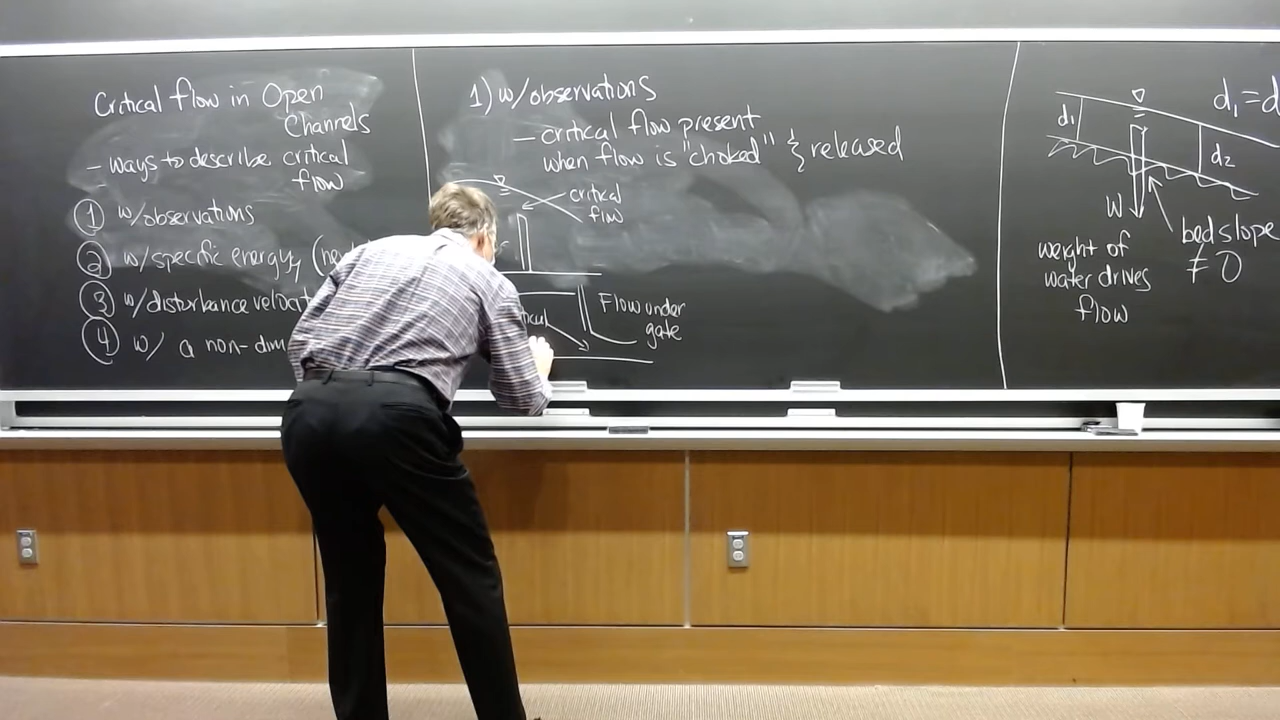 Critical flow in Open
Channels
- ways to describe critical
flow
① w/observations
② w/specific energy
③ w/disturbance
④ w/ a non-dim
1) w/observations
- critical flow present
when flow is "choked" & released
critical
flow
Flow under
gate
d₁
d₂
d₁ = d
W
weight of
water drives
flow
bed slope
≠ 0